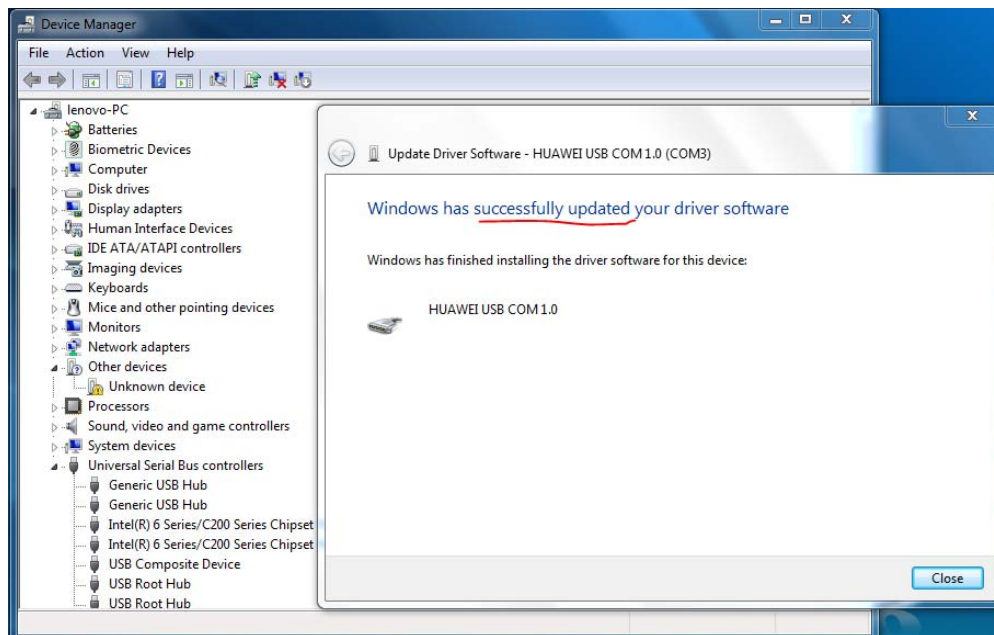 Device Manager
File Action View Help
lenovo-PC
Batteries
Biometric Devices
Computer
Disk drives
Display adapters
Human Interface Devices
IDE ATA/ATAPI controllers
Imaging devices
Keyboards
Mice and other pointing devices
Monitors
Network adapters
Other devices
Unknown device
Processors
Sound, video and game controllers
System devices
Universal Serial Bus controllers
Generic USB Hub
Generic USB Hub
Intel(R) 6 Series/C200 Series Chipset
Intel(R) 6 Series/C200 Series Chipset
USB Composite Device
USB Root Hub
USB Root Hub
Update Driver Software - HUAWEI USB COM 1.0 (COM3)
Windows has successfully updated your driver software
Windows has finished installing the driver software for this device:
HUAWEI USB COM 1.0
Close